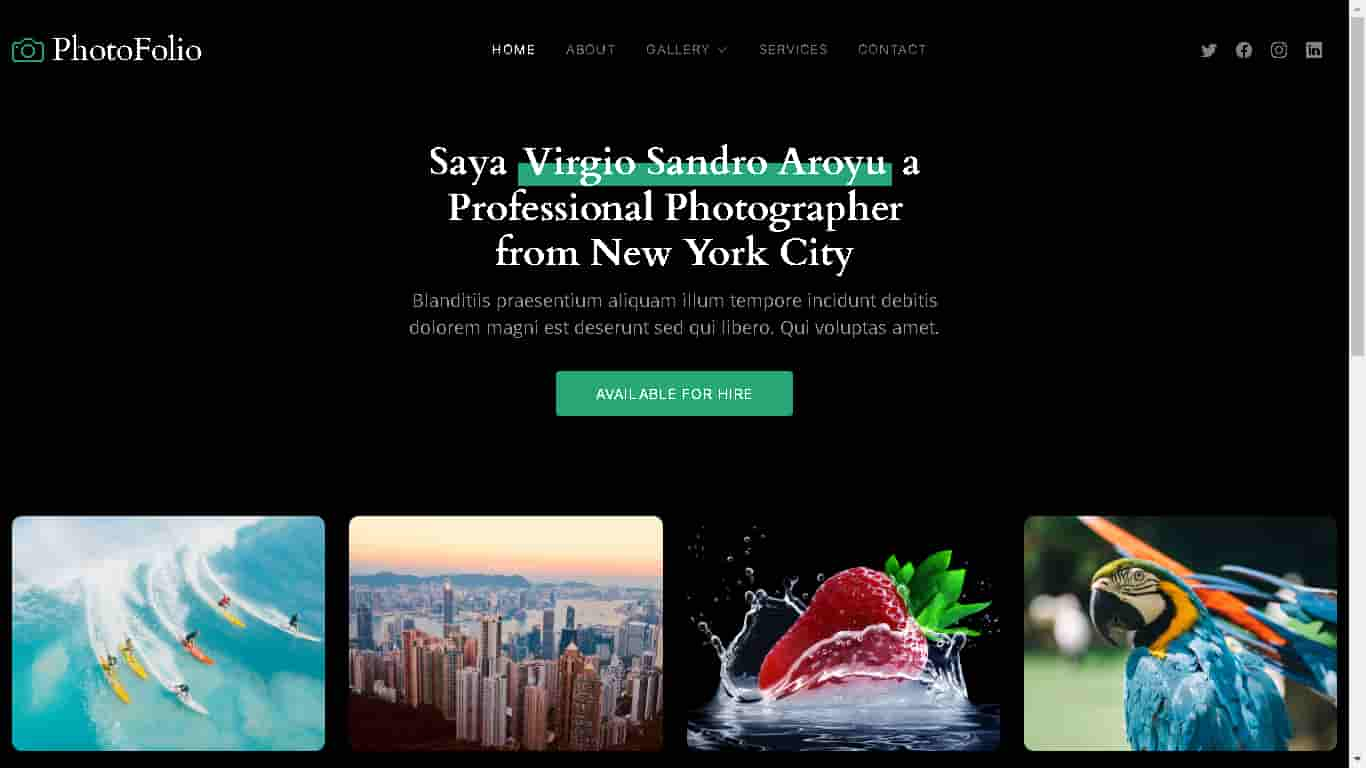 PhotoFolio
HOME ABOUT GALLERY SERVICES CONTACT
Saya Virgio Sandro Aroyu a
Professional Photographer
from New York City
Blanditiis praesentium aliquam illum tempore incidunt debitis
dolorem magni est deserunt sed qui libero. Qui voluptas amet.
AVAILABLE FOR HIRE